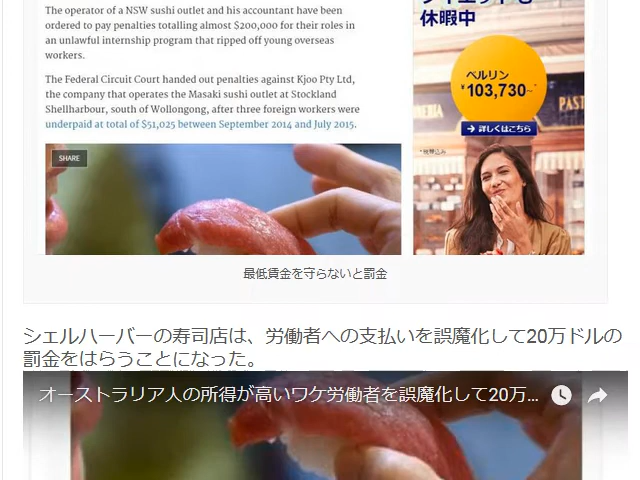 The operator of a NSW sushi outlet and his accountant have been
ordered to pay penalties totalling almost $200,000 for their roles in
an unlawful internship program that ripped off young overseas
workers.
The Federal Circuit Court handed out penalties against Kjoo Pty Ltd,
the company that operates the Masaki sushi outlet at Stockland
Shellharbour, south of Wollongong, after three foreign workers were
underpaid at total of $51,025 between September 2014 and July 2015.
SHARE
休暇中
ベルリン
¥103,730~*
詳しくはこちら
PAST
最低賃金を守らないと罰金
シェルハーバーの寿司店は、労働者への支払いを誤魔化して20万ドルの
罰金をはらうことになった。
オーストラリア人の所得が高いワケ労働者を誤魔化して20万...